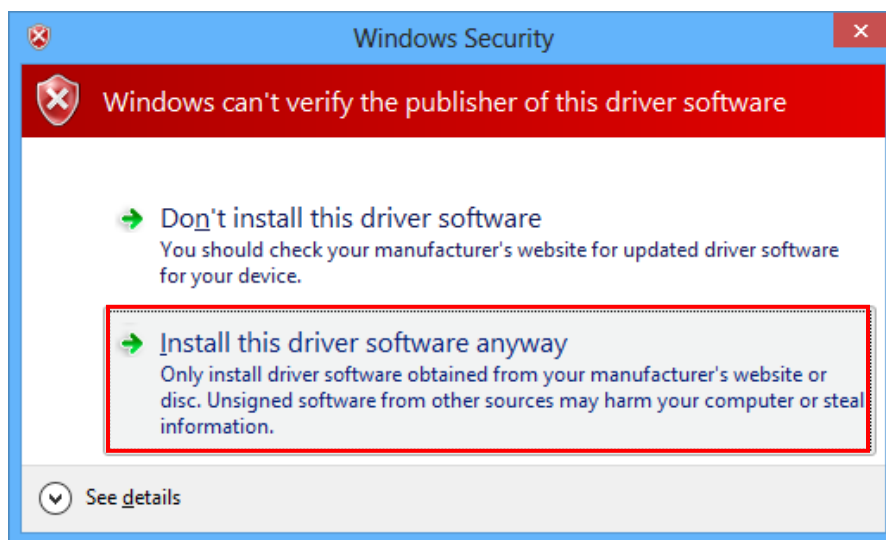 Windows Security
Windows can't verify the publisher of this driver software
Don't install this driver software
You should check your manufacturer's website for updated driver software
for your device.
Install this driver software anyway
Only install driver software obtained from your manufacturer's website or
disc. Unsigned software from other sources may harm your computer or steal
information.
See details